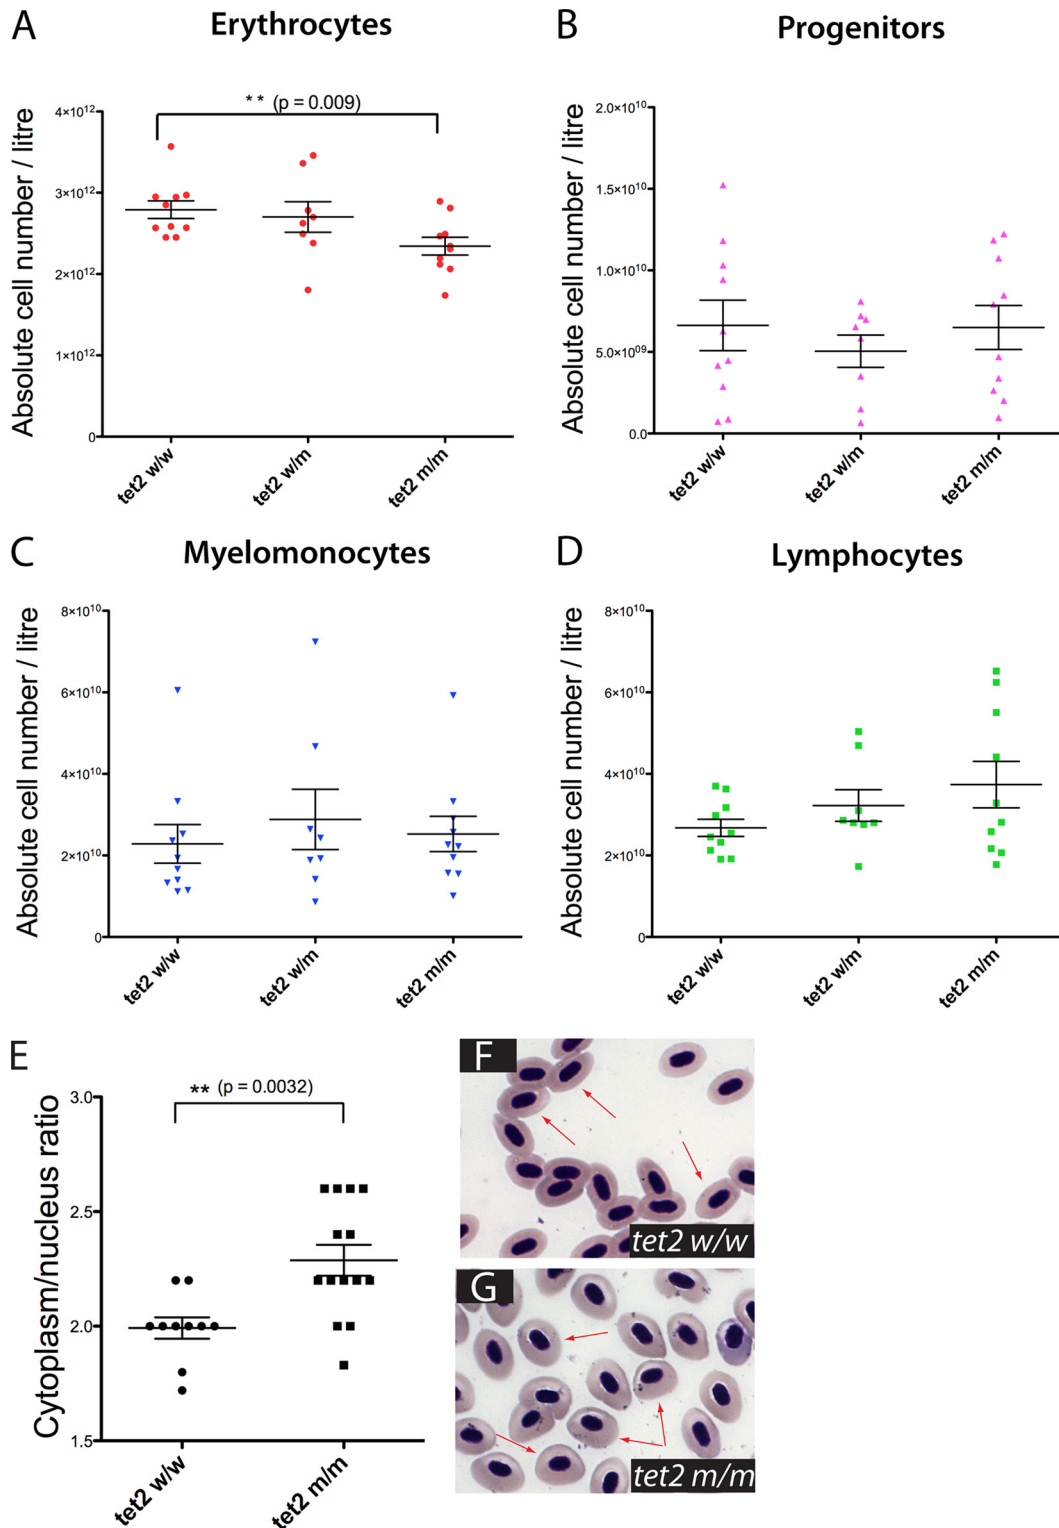 A
Erythrocytes
Absolute cell number / litre
** (p = 0.009)
4×10¹²
3×10¹²
2×10¹²
1×10¹²
0
tet2 w/w
tet2 w/m
tet2 m/m
B
Progenitors
Absolute cell number / litre
2.0×10¹⁰
1.5×10¹⁰
1.0×10¹⁰
5.0×10⁰⁹
0.0
tet2 w/w
tet2 w/m
tet2 m/m
C
Myelomonocytes
Absolute cell number / litre
8×10¹⁰
6×10¹⁰
4×10¹⁰
2×10¹⁰
0
tet2 w/w
tet2 w/m
tet2 m/m
D
Lymphocytes
Absolute cell number / litre
8×10¹⁰
6×10¹⁰
4×10¹⁰
2×10¹⁰
0
tet2 w/w
tet2 w/m
tet2 m/m
E
Cytoplasm/nucleus ratio
** (p = 0.0032)
3.0
2.5
2.0
1.5
tet2 w/w
tet2 m/m
F
tet2 w/w
G
tet2 m/m